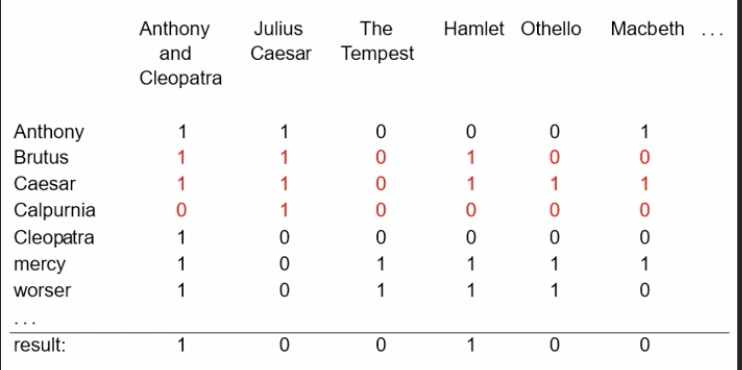 Anthony Julius The Hamlet Othello Macbeth ...
and Caesar Tempest
Cleopatra
Anthony 1 1 0 0 0 1
Brutus 1 1 0 1 0 0
Caesar 1 1 0 1 1 1
Calpurnia 0 1 0 0 0 0
Cleopatra 1 0 0 0 0 0
mercy 1 0 1 1 1 1
worser 1 0 1 1 1 0
...
result: 1 0 0 1 0 0